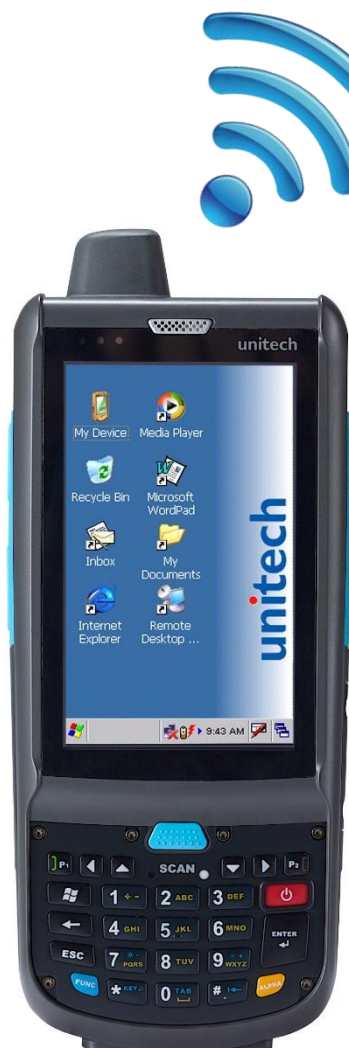 unitech
My Device
Media Player
Recycle Bin
Microsoft
WordPad
Inbox
My
Documents
Internet
Explorer
Remote
Desktop ...
unitech
9:43 AM
P1
SCAN
P2
1 + -
2 ABC
3 DEF
4 GHI
5 JKL
6 MNO
ENTER
ESC
7 PQRS
8 TUV
9 WXYZ
FUNC
*
0 TAB
#
ALPHA